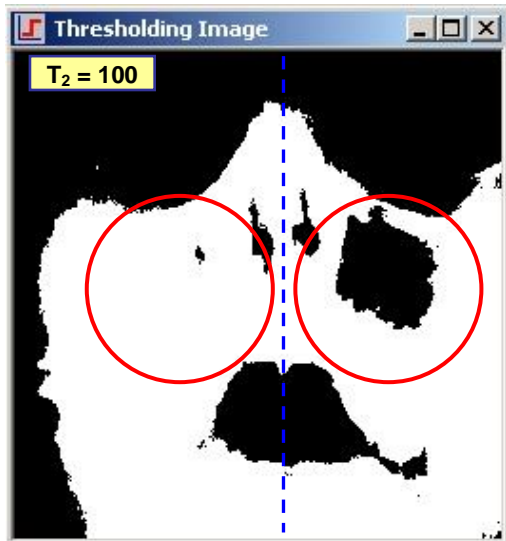 Thresholding Image
T₂ = 100